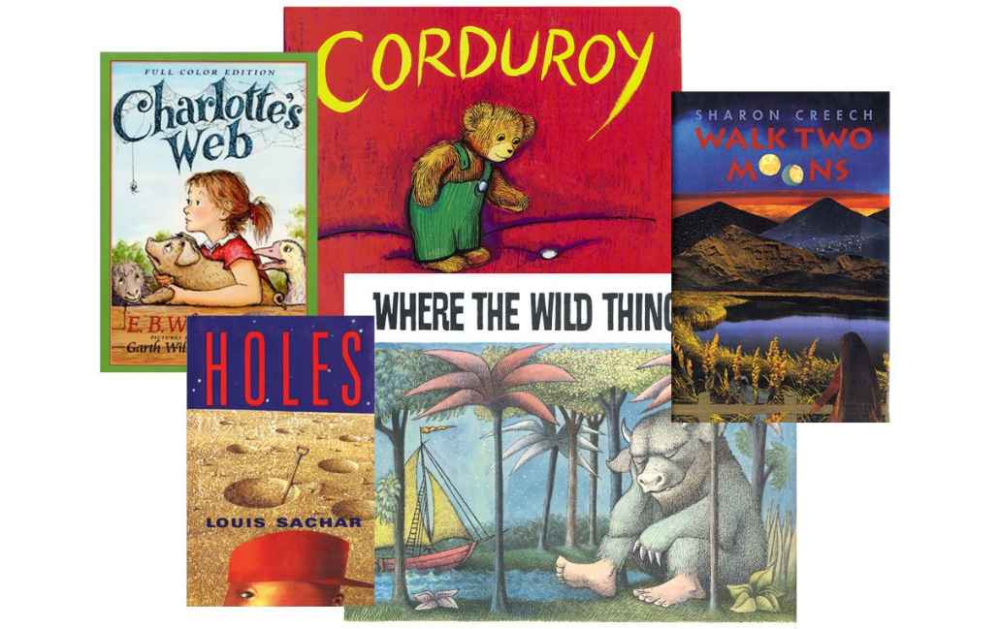 CORDUROY
FULL COLOR EDITION
Charlotte's
Web
E. B. W
PICTURES
Garth Wil
SHARON CREECH
WALK TWO
MOONS
WHERE THE WILD THING
HOLES
LOUIS SACHAR